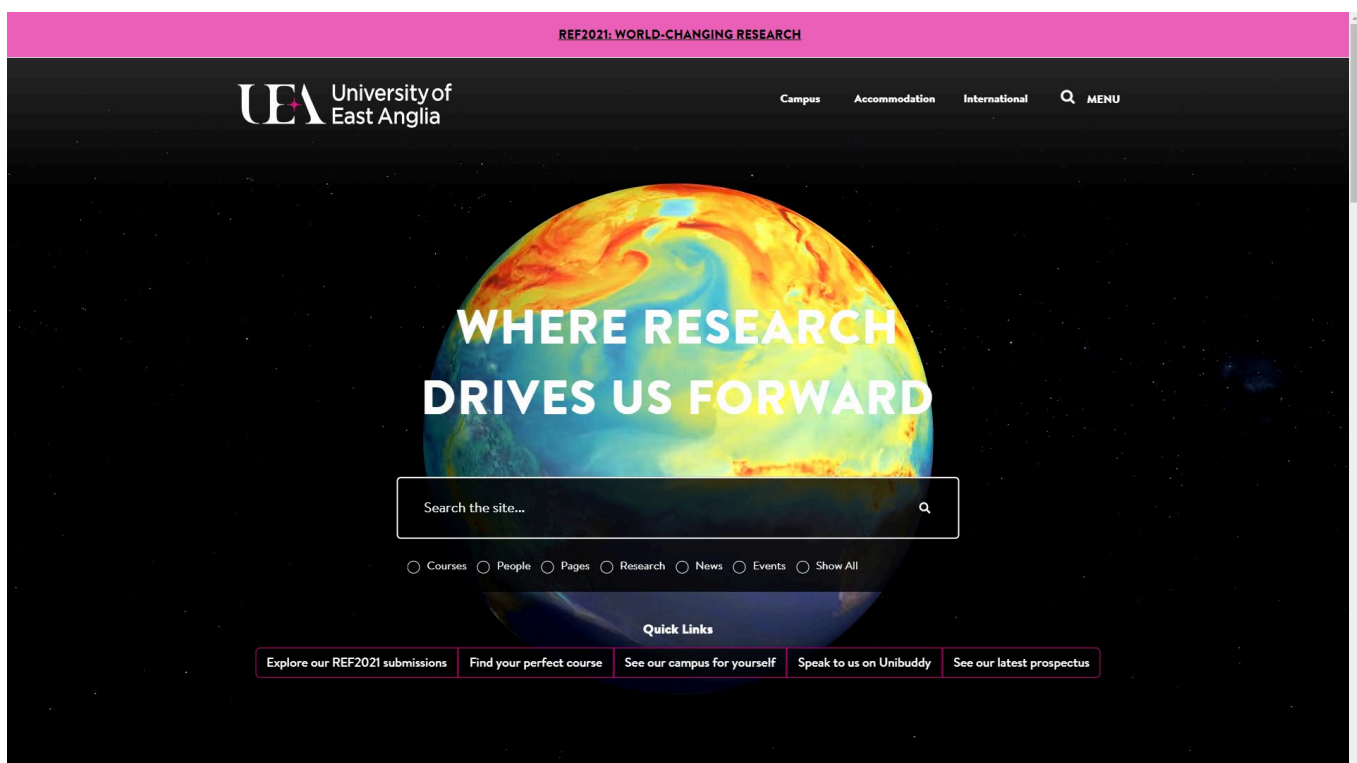 REF2021: WORLD-CHANGING RESEARCH
UEA University of
East Anglia
Campus Accommodation International MENU
WHERE RESEARCH
DRIVES US FORWARD
Search the site...
Courses People Pages Research News Events Show All
Quick Links
Explore our REF2021 submissions Find your perfect course See our campus for yourself Speak to us on Unibuddy See our latest prospectus